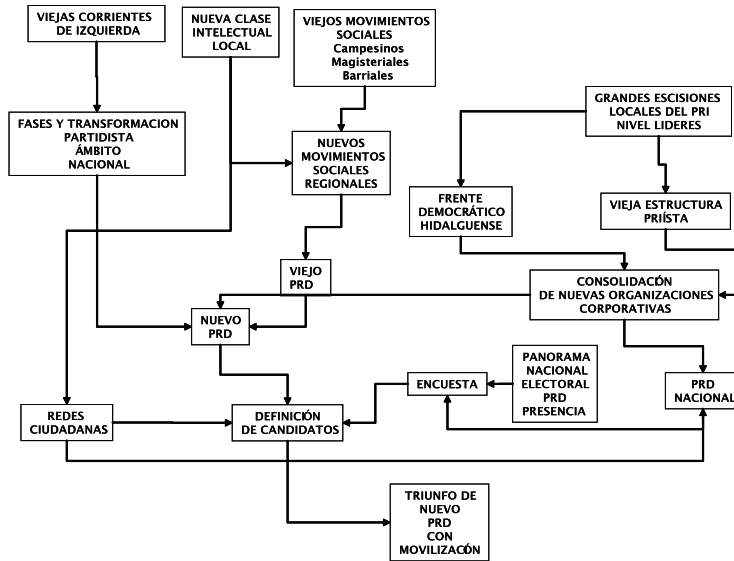 VIEJAS CORRIENTES
DE IZQUIERDA
NUEVA CLASE
INTELECTUAL
LOCAL
VIEJOS MOVIMIENTOS
SOCIALES
Campesinos
Magisteriales
Barriales
GRANDES ESCISIONES
LOCALES DEL PRI
NIVEL LIDERES
FASES Y TRANSFORMACION
PARTIDISTA
ÁMBITO
NACIONAL
NUEVOS
MOVIMIENTOS
SOCIALES
REGIONALES
FRENTE
DEMOCRÁTICO
HIDALGUENSE
VIEJA ESTRUCTURA
PRIÍSTA
VIEJO
PRD
CONSOLIDACÁN
DE NUEVAS ORGANIZACIONES
CORPORATIVAS
NUEVO
PRD
ENCUESTA
PANORAMA
NACIONAL
ELECTORAL
PRD
PRESENCIA
PRD
NACIONAL
REDES
CIUDADANAS
DEFINICIÓN
DE CANDIDATOS
TRIUNFO DE
NUEVO
PRD
CON
MOVILIZACÓN